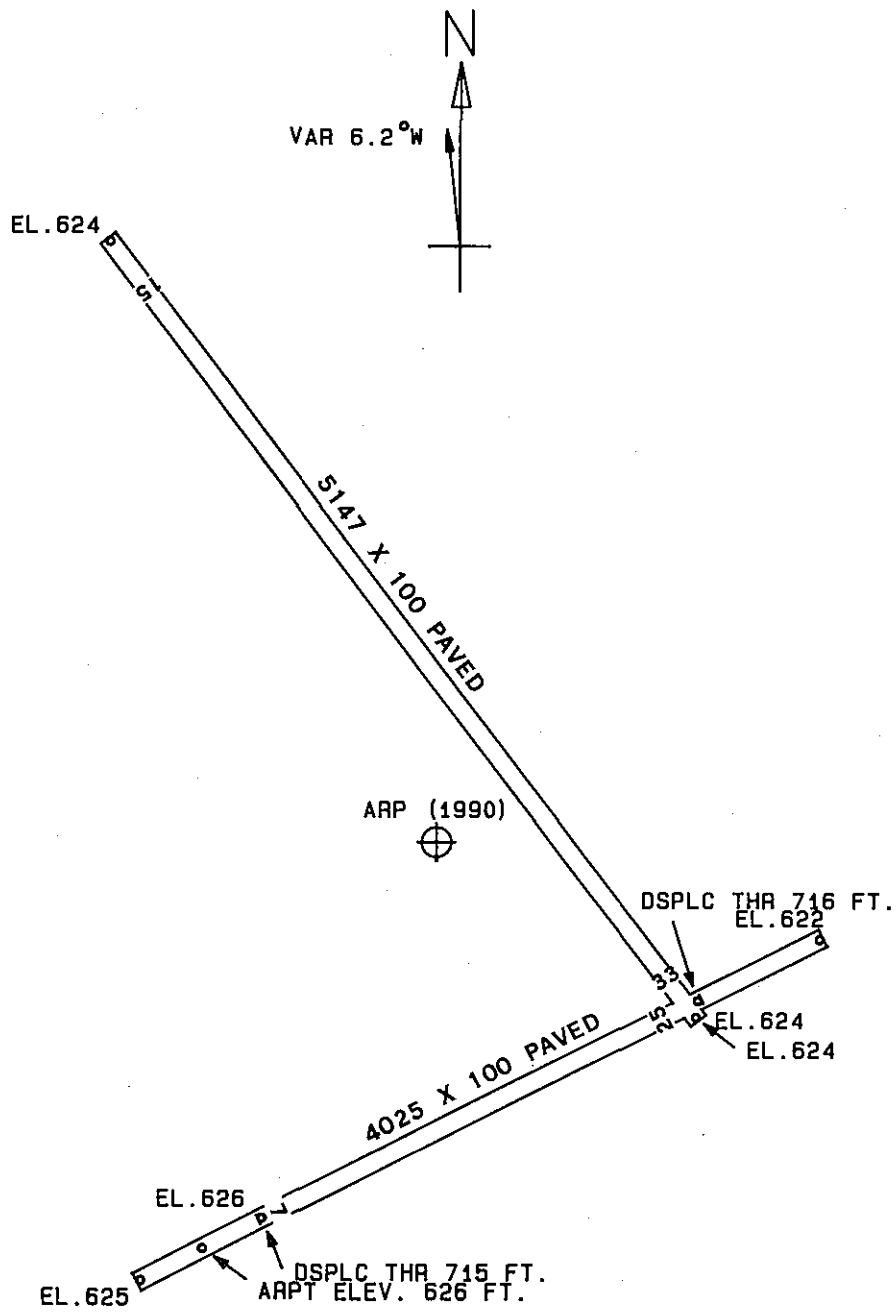 N
VAR 6.2°W
EL.624
15
5147 X 100 PAVED
ARP (1990)
DSPLC THR 716 FT.
EL.622
33
25
EL.624
EL.624
4025 X 100 PAVED
EL.626
7
DSPLC THR 715 FT.
ARPT ELEV. 626 FT.
EL.625